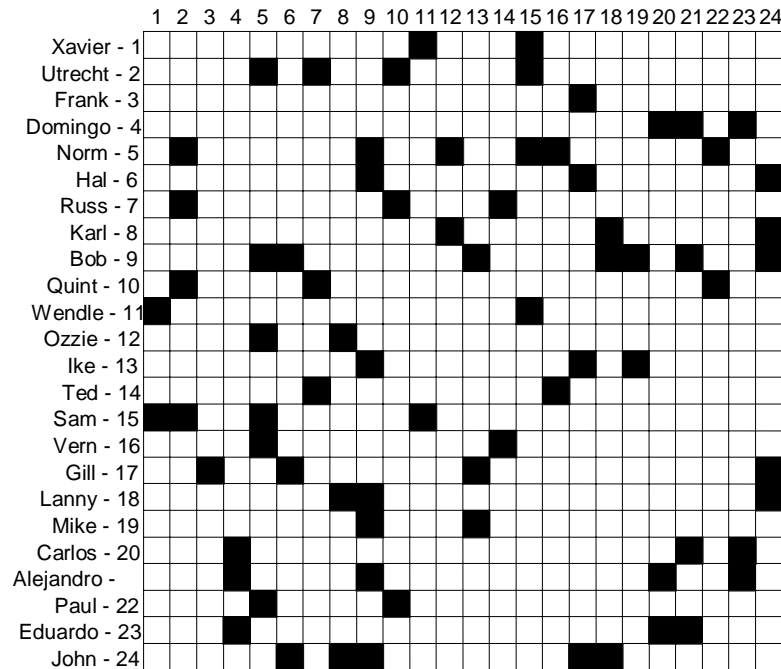 1 2 3 4 5 6 7 8 9 10 11 12 13 14 15 16 17 18 19 20 21 22 23 24
Xavier - 1
Utrecht - 2
Frank - 3
Domingo - 4
Norm - 5
Hal - 6
Russ - 7
Karl - 8
Bob - 9
Quint - 10
Wendle - 11
Ozzie - 12
Ike - 13
Ted - 14
Sam - 15
Vern - 16
Gill - 17
Lanny - 18
Mike - 19
Carlos - 20
Alejandro -
Paul - 22
Eduardo - 23
John - 24